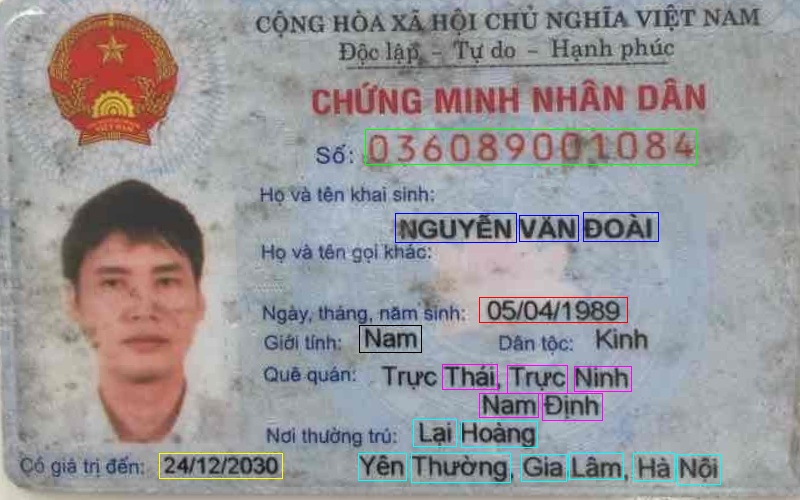 CỘNG HÒA XÃ HỘI CHỦ NGHĨA VIỆT NAM
Độc lập - Tự do - Hạnh phúc
CHỨNG MINH NHÂN DÂN
Số: 036089001084
Họ và tên khai sinh:
NGUYỄN VĂN ĐOÀI
Họ và tên gọi khác:
Ngày, tháng, năm sinh: 05/04/1989
Giới tính: Nam Dân tộc: Kinh
Quê quán: Trực Thái, Trực Ninh
Nam Định
Nơi thường trú: Lại Hoàng
Có giá trị đến: 24/12/2030 Yên Thường, Gia Lâm, Hà Nội